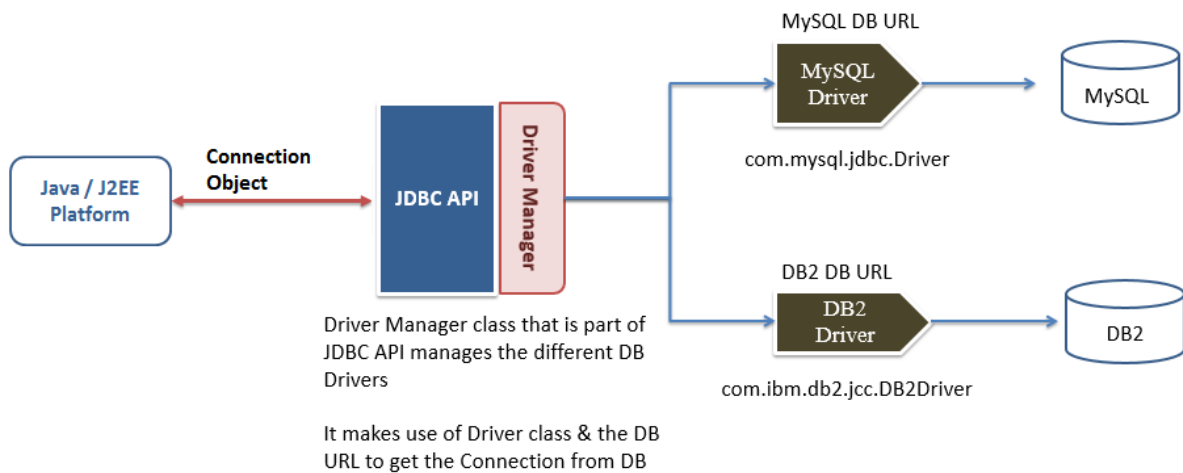 MySQL DB URL
MySQL
Driver
MySQL
com.mysql.jdbc.Driver
Connection
Object
Java / J2EE
Platform
JDBC API
Driver Manager
DB2 DB URL
DB2
Driver
DB2
com.ibm.db2.jcc.DB2Driver
Driver Manager class that is part of
JDBC API manages the different DB
Drivers
It makes use of Driver class & the DB
URL to get the Connection from DB